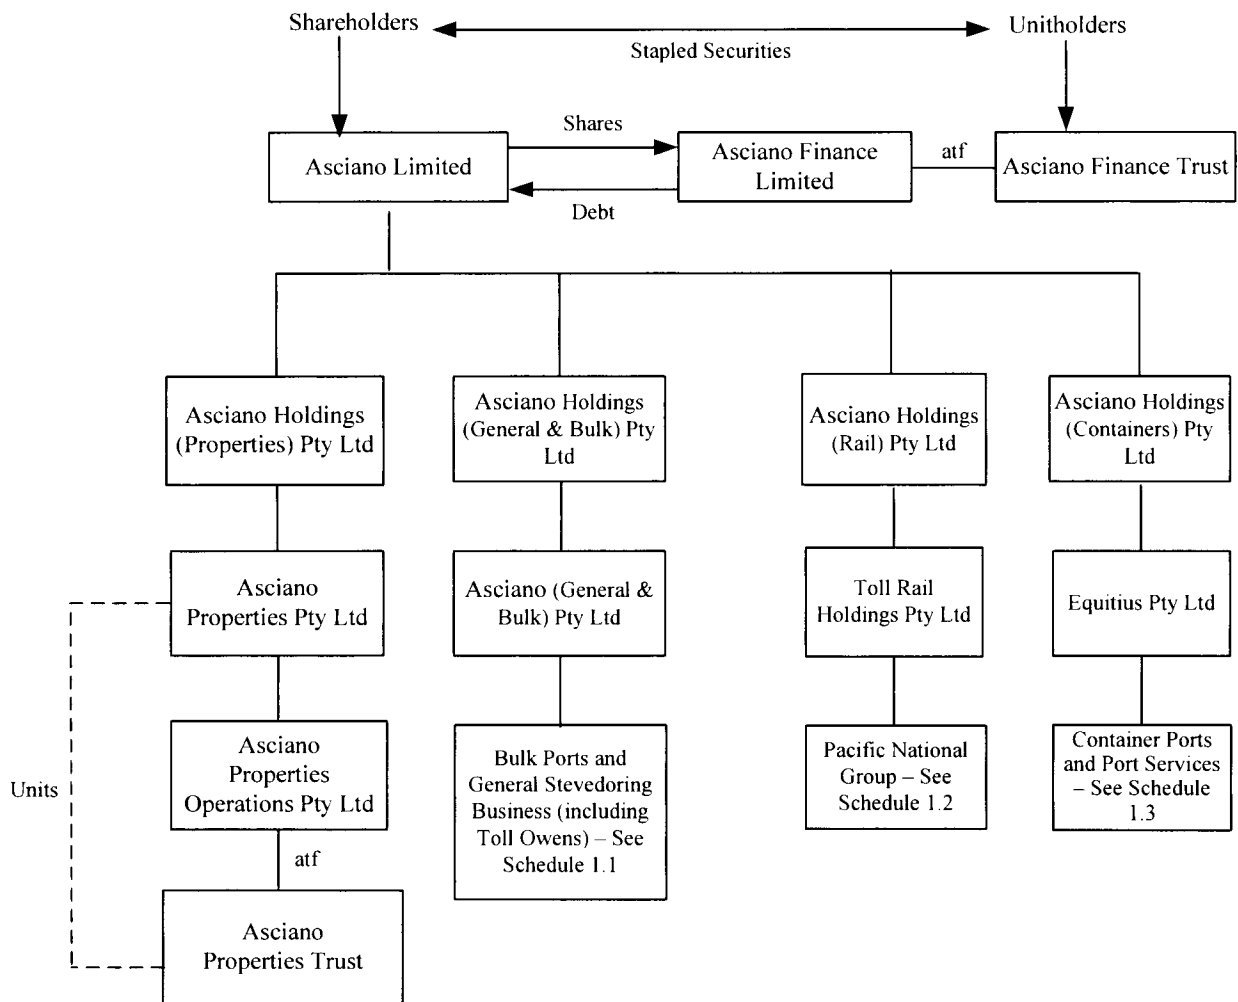 Shareholders
Unitholders
Stapled Securities
Shares
Asciano Limited
Asciano Finance
Limited
atf
Asciano Finance Trust
Debt
Asciano Holdings
(Properties) Pty Ltd
Asciano Holdings
(General & Bulk) Pty
Ltd
Asciano Holdings
(Rail) Pty Ltd
Asciano Holdings
(Containers) Pty
Ltd
Asciano
Properties Pty Ltd
Asciano (General &
Bulk) Pty Ltd
Toll Rail
Holdings Pty Ltd
Equitius Pty Ltd
Units
Asciano
Properties
Operations Pty Ltd
Bulk Ports and
General Stevedoring
Business (including
Toll Owens) – See
Schedule 1.1
Pacific National
Group – See
Schedule 1.2
Container Ports
and Port Services
– See Schedule
1.3
atf
Asciano
Properties Trust